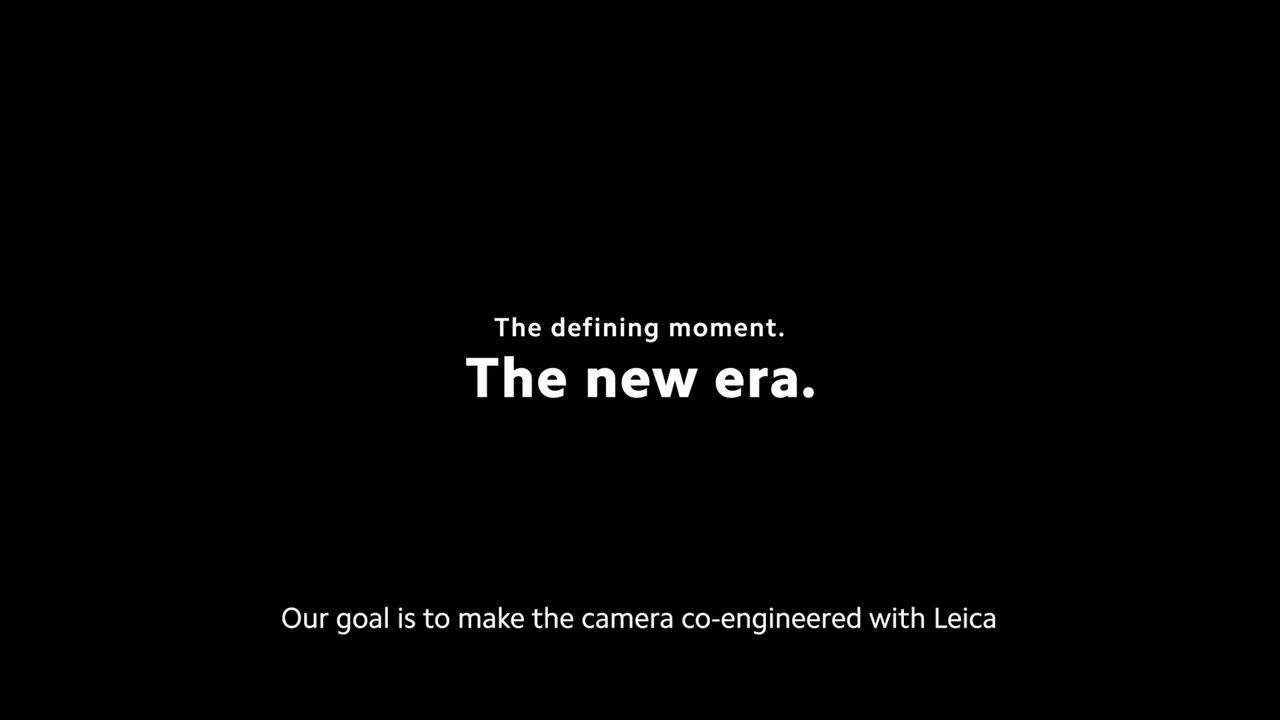 The defining moment.
The new era.
Our goal is to make the camera co-engineered with Leica